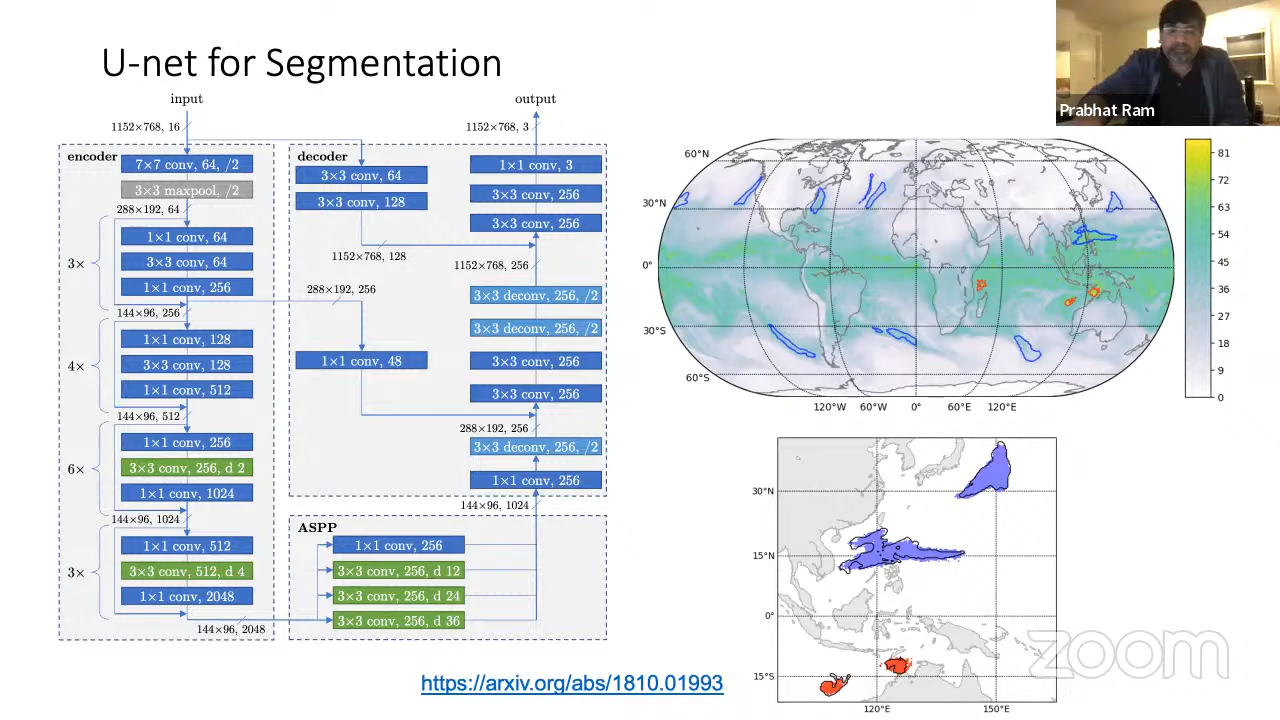 U-net for Segmentation
Prabhat Ram
input
1152×768, 16
encoder
7×7 conv, 64, /2
3×3 maxpool, /2
288×192, 64
3×
1×1 conv, 64
3×3 conv, 64
1×1 conv, 256
144×96, 256
4×
1×1 conv, 128
3×3 conv, 128
1×1 conv, 512
144×96, 512
6×
1×1 conv, 256
3×3 conv, 256, d 2
1×1 conv, 1024
144×96, 1024
3×
1×1 conv, 512
3×3 conv, 512, d 4
1×1 conv, 2048
144×96, 2048
output
1152×768, 3
decoder
3×3 conv, 64
3×3 conv, 128
1152×768, 128
288×192, 256
1×1 conv, 48
1×1 conv, 3
3×3 conv, 256
3×3 conv, 256
1152×768, 256
3×3 deconv, 256, /2
3×3 deconv, 256, /2
3×3 conv, 256
3×3 conv, 256
288×192, 256
3×3 deconv, 256, /2
1×1 conv, 256
144×96, 1024
ASPP
1×1 conv, 256
3×3 conv, 256, d 12
3×3 conv, 256, d 24
3×3 conv, 256, d 36
60°N
30°N
0°
30°S
60°S
120°W 60°W 0° 60°E 120°E
81
72
63
54
45
36
27
18
9
0
30°N
15°N
0°
15°S
120°E 150°E
zoom
https://arxiv.org/abs/1810.01993